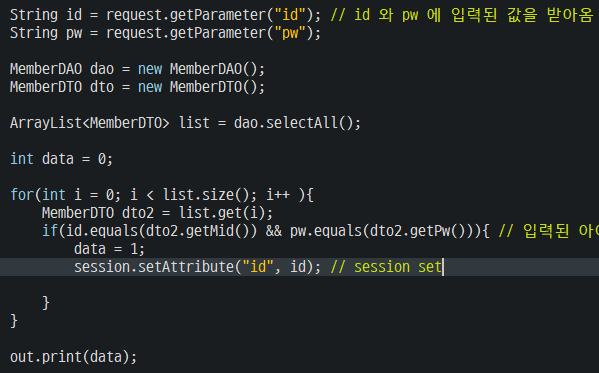 String id = request.getParameter("id"); // id 와 pw 에 입력된 값을 받아옴
String pw = request.getParameter("pw");
MemberDAO dao = new MemberDAO();
MemberDTO dto = new MemberDTO();
ArrayList<MemberDTO> list = dao.selectAll();
int data = 0;
for(int i = 0; i < list.size(); i++ ){
MemberDTO dto2 = list.get(i);
if(id.equals(dto2.getMid()) && pw.equals(dto2.getPw())){ // 입력된
data = 1;
session.setAttribute("id", id); // session set
}
}
out.print(data);